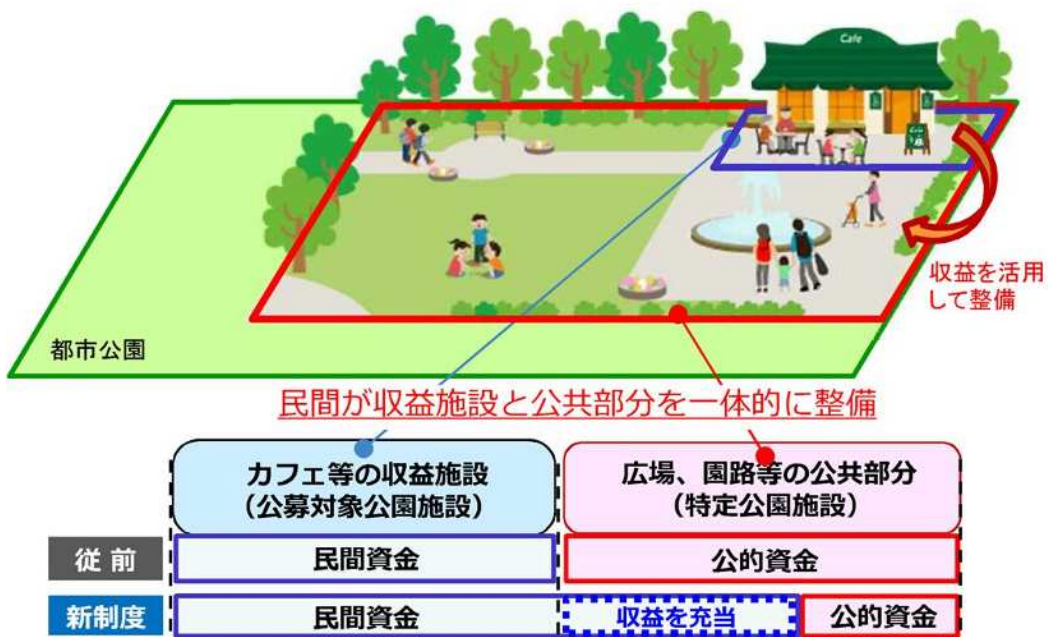 Cafe
収益を活用
して整備
都市公園
民間が収益施設と公共部分を一体的に整備
カフェ等の収益施設
（公募対象公園施設）
広場、園路等の公共部分
（特定公園施設）
従 前
民間資金
公的資金
新制度
民間資金
収益を充当
公的資金